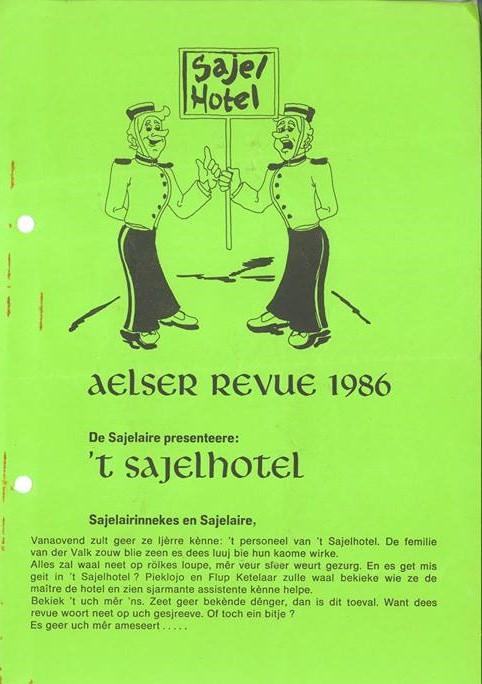 Sajel
Hotel
AELSER REVUE 1986
De Sajelaire presenteere:
't SAJELHOTEL
Sajelairinnekes en Sajelaire,
Vanaovend zult geer ze ljèrre kènne: 't personeel van 't Sajelhotel. De familie
van der Valk zouw blie zeen es dees luuj bie hun kaome wirke.
Alles zal waal neet op rölkes loupe, mêr veur sfeer weurt gezurg. En es get mis
geit in 't Sajelhotel? Pieklojo en Flup Ketelaar zulle waal bekieke wie ze de
maître de hotel en zien sjarmante assistente kènne helpe.
Bekiek 't uch mêr 'ns. Zeet geer bekènde dênger, dan is dit toeval. Want dees
revue woort neet op uch gesjreeve. Of toch ein bitje?
Es geer uch mêr ameseert.....